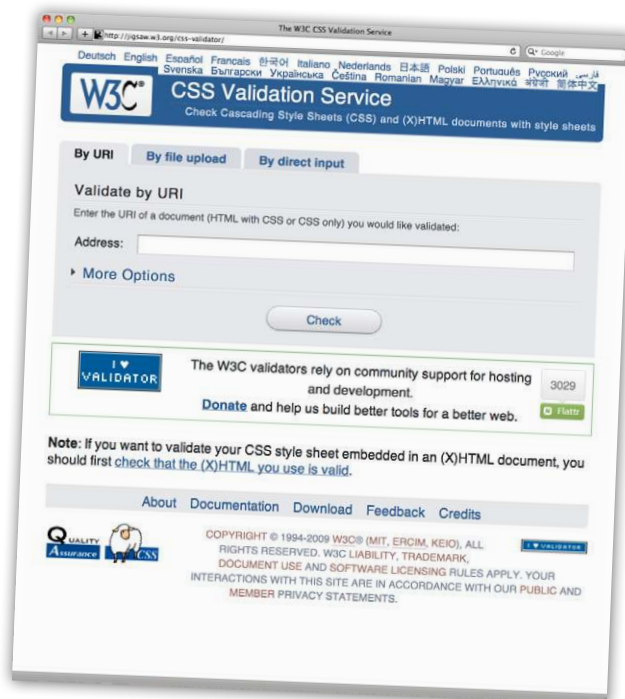 The W3C CSS Validation Service
http://jigsaw.w3.org/css-validator/
Google
Deutsch English Español Francais 한국어 Italiano Nederlands 日本語 Polski Português Русский فارسی
Svenska Български Українська Čeština Romanian Magyar Ελληνικά 简体中文
W3C®
CSS Validation Service
Check Cascading Style Sheets (CSS) and (X)HTML documents with style sheets
By URI By file upload By direct input
Validate by URI
Enter the URI of a document (HTML with CSS or CSS only) you would like validated:
Address:
More Options
Check
I ♥
VALIDATOR
The W3C validators rely on community support for hosting
and development.
Donate and help us build better tools for a better web.
3029
Flattr
Note: If you want to validate your CSS style sheet embedded in an (X)HTML document, you
should first check that the (X)HTML you use is valid.
About Documentation Download Feedback Credits
QUALITY
Assurance
CSS
COPYRIGHT © 1994-2009 W3C® (MIT, ERCIM, KEIO), ALL
RIGHTS RESERVED. W3C LIABILITY, TRADEMARK,
DOCUMENT USE AND SOFTWARE LICENSING RULES APPLY. YOUR
INTERACTIONS WITH THIS SITE ARE IN ACCORDANCE WITH OUR PUBLIC AND
MEMBER PRIVACY STATEMENTS.
I ♥ VALIDATOR